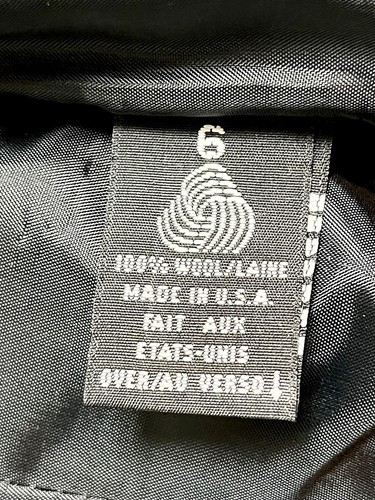 6
100% WOOL/LAINE
MADE IN U.S.A.
FAIT AUX
ETATS-UNIS
OVER/AU VERSO↓